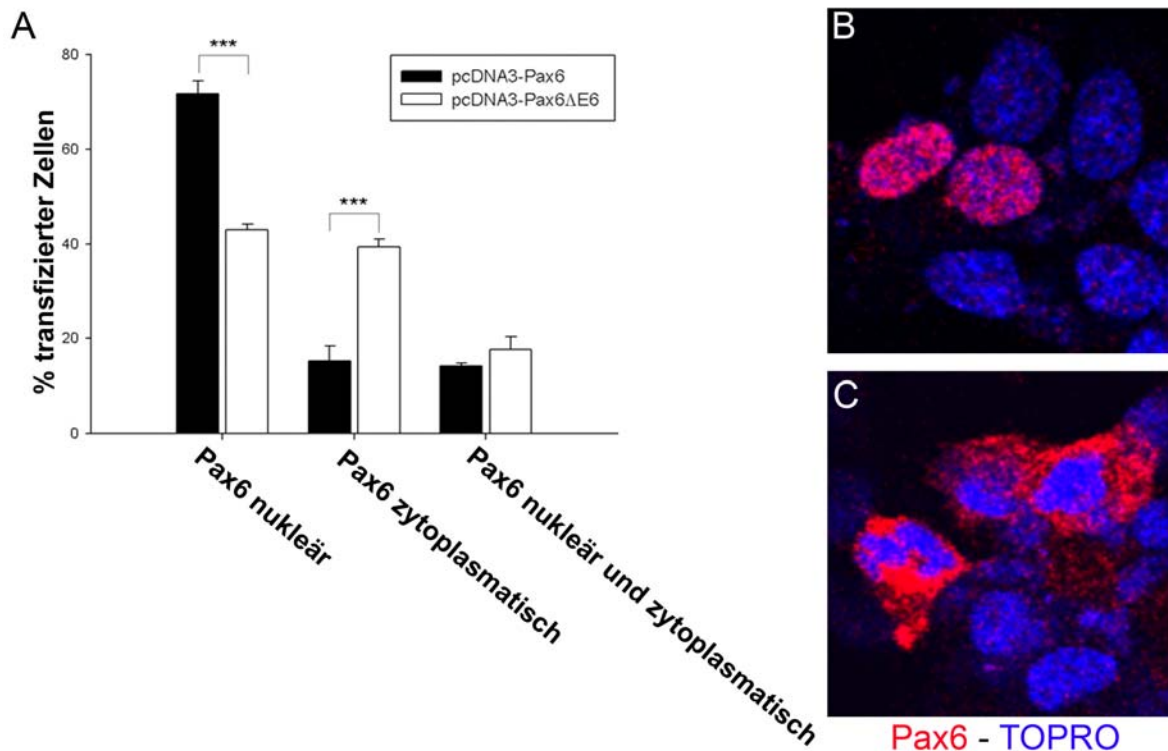 A
B
% transfizierter Zellen
80
60
40
20
0
***
***
pcDNA3-Pax6
pcDNA3-Pax6ΔE6
Pax6 nukleär
Pax6 zytoplasmatisch
Pax6 nukleär und zytoplasmatisch
C
Pax6 - TOPRO